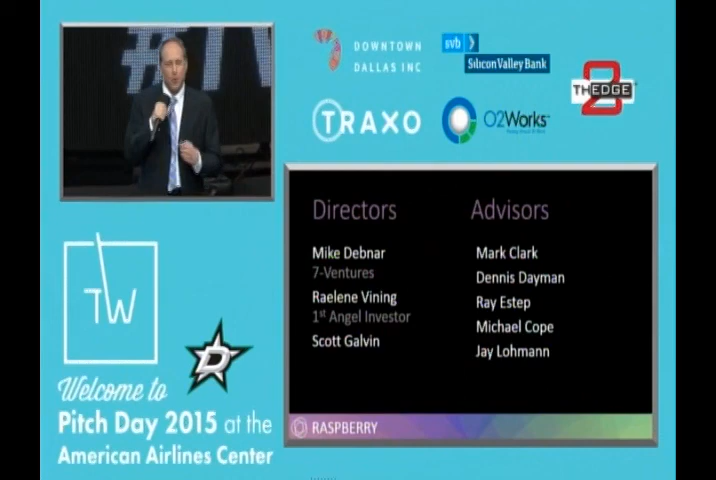 #N
DOWNTOWN
DALLAS INC
svb
Silicon Valley Bank
TRAXO
O2Works
THE EDGE
Directors
Advisors
Mike Debnar
7-Ventures
Raelene Vining
1st Angel Investor
Scott Galvin
Mark Clark
Dennis Dayman
Ray Estep
Michael Cope
Jay Lohmann
RASPBERRY
TW
D
Welcome to
Pitch Day 2015 at the
American Airlines Center